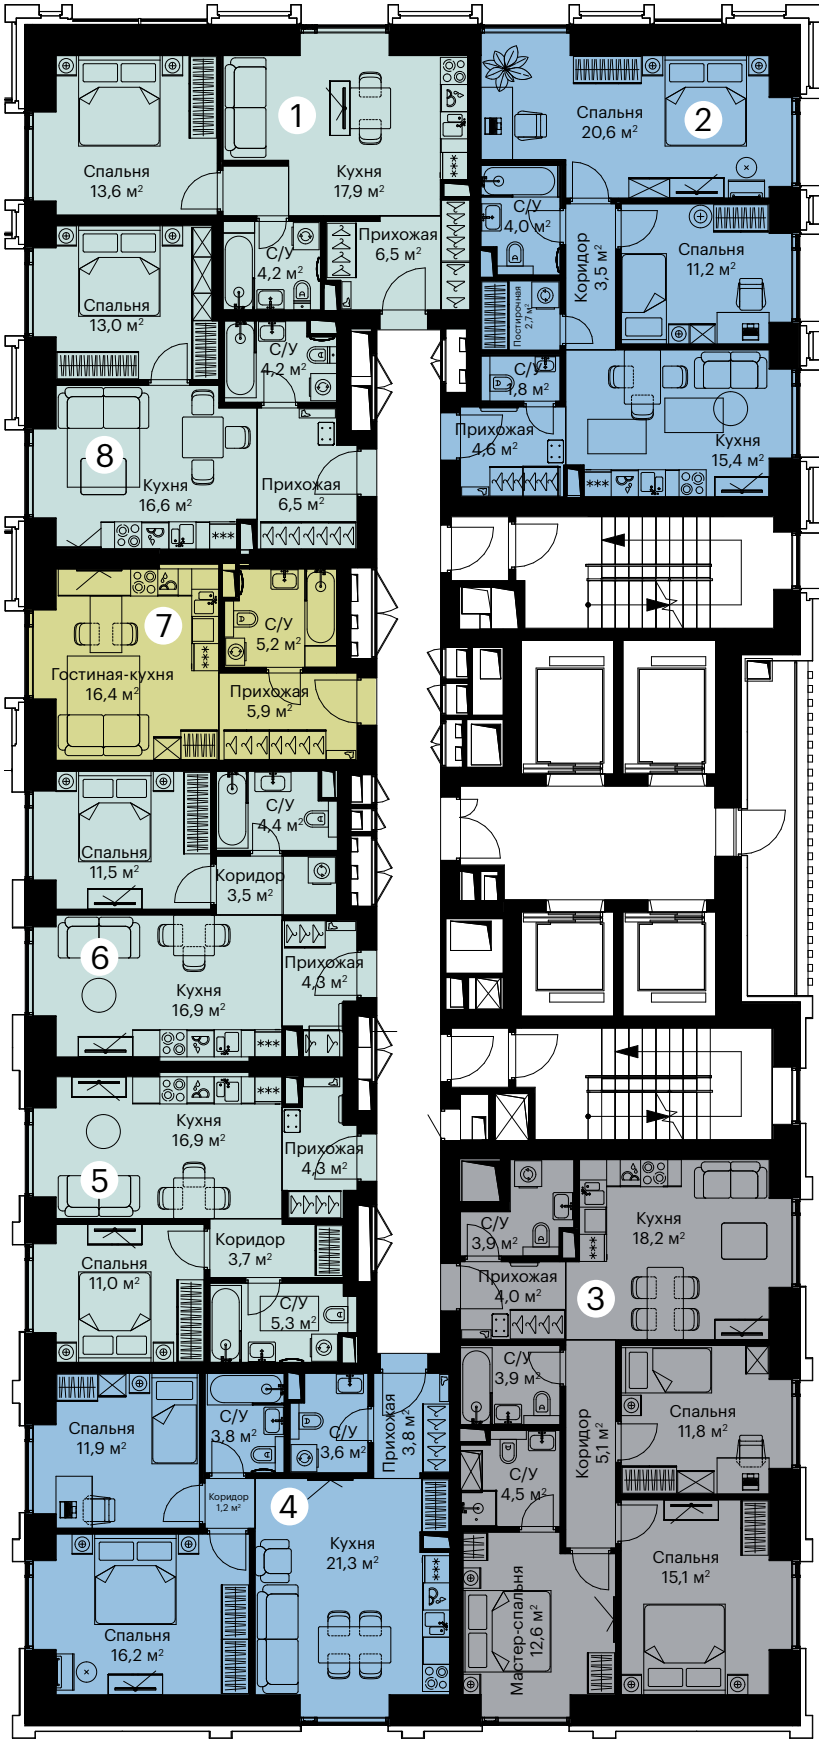 1
Спальня
13,6 м²
Кухня
17,9 м²
Прихожая
6,5 м²
С/У
4,2 м²
2
Спальня
20,6 м²
С/У
4,0 м²
Коридор
3,5 м²
Спальня
11,2 м²
Постирочная
2,7 м²
С/У
1,8 м²
Прихожая
4,6 м²
Кухня
15,4 м²
Спальня
13,0 м²
С/У
4,2 м²
8
Кухня
16,6 м²
Прихожая
6,5 м²
7
С/У
5,2 м²
Гостиная-кухня
16,4 м²
Прихожая
5,9 м²
Спальня
11,5 м²
С/У
4,4 м²
Коридор
3,5 м²
6
Кухня
16,9 м²
Прихожая
4,3 м²
5
Кухня
16,9 м²
Прихожая
4,3 м²
Коридор
3,7 м²
Спальня
11,0 м²
С/У
5,3 м²
3
С/У
3,9 м²
Кухня
18,2 м²
Прихожая
4,0 м²
С/У
3,9 м²
Коридор
5,1 м²
Спальня
11,8 м²
С/У
4,5 м²
Спальня
15,1 м²
Мастер-спальня
12,6 м²
Спальня
11,9 м²
С/У
3,8 м²
С/У
3,6 м²
Прихожая
3,8 м²
Коридор
1,2 м²
4
Кухня
21,3 м²
Спальня
16,2 м²